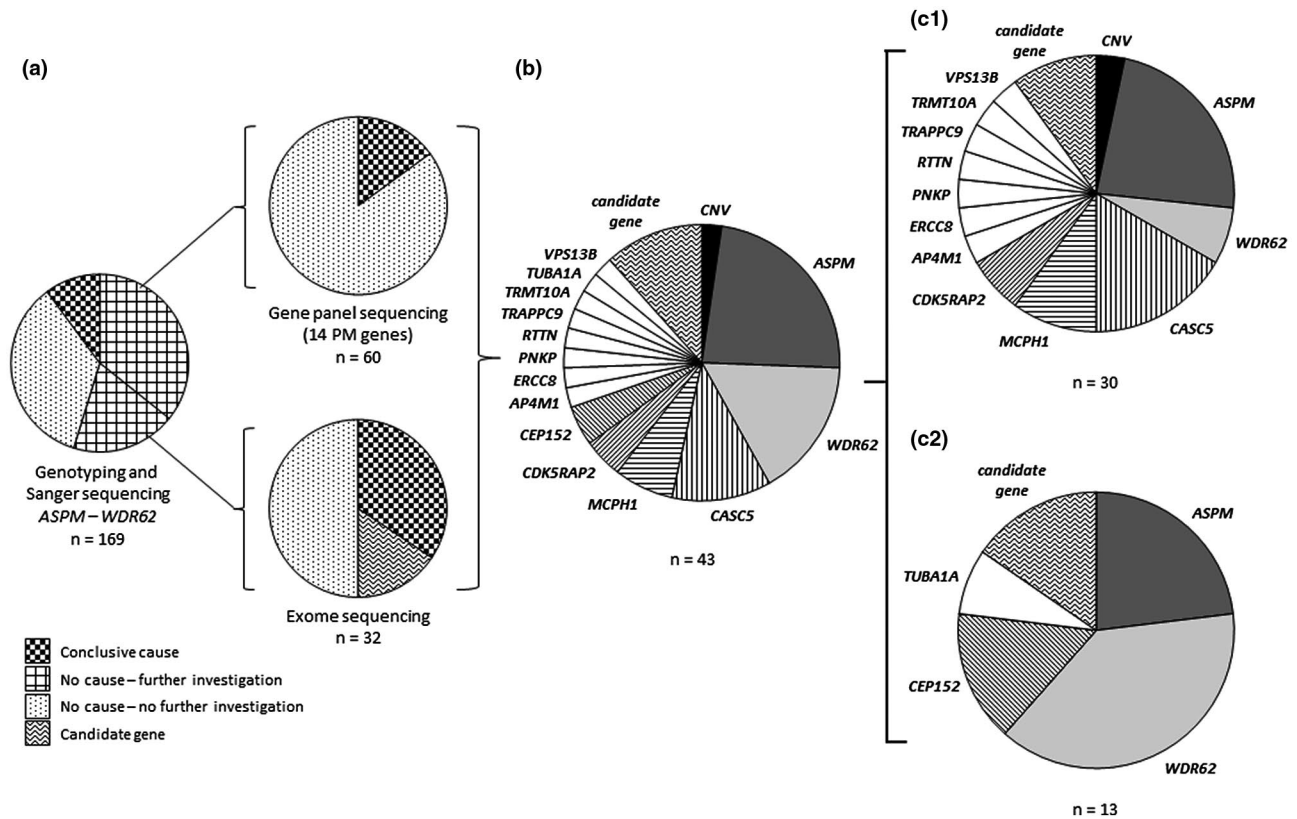 (a)
Genotyping and
Sanger sequencing
ASPM – WDR62
n = 169
Gene panel sequencing
(14 PM genes)
n = 60
Exome sequencing
n = 32
Conclusive cause
No cause – further investigation
No cause – no further investigation
Candidate gene
(b)
candidate
gene
CNV
ASPM
WDR62
CASC5
MCPH1
CDK5RAP2
CEP152
AP4M1
ERCC8
PNKP
RTTN
TRAPPC9
TRMT10A
TUBA1A
VPS13B
n = 43
(c1)
candidate
gene
CNV
ASPM
WDR62
CASC5
MCPH1
CDK5RAP2
AP4M1
ERCC8
PNKP
RTTN
TRAPPC9
TRMT10A
VPS13B
n = 30
(c2)
candidate
gene
ASPM
WDR62
CEP152
TUBA1A
n = 13